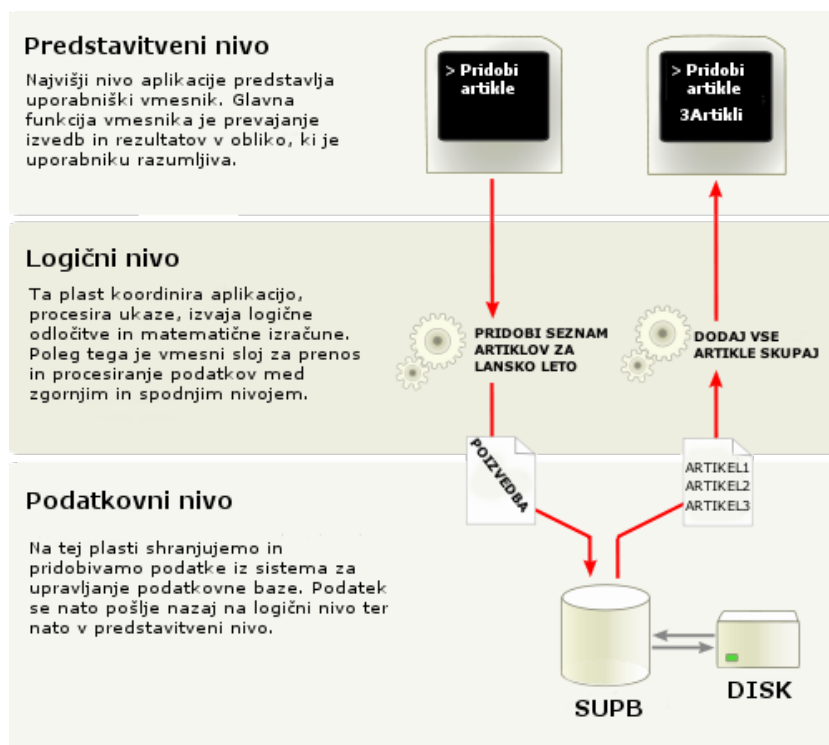 Predstavitveni nivo
Najvišji nivo aplikacije predstavlja
uporabniški vmesnik. Glavna
funkcija vmesnika je prevajanje
izvedb in rezultatov v obliko, ki je
uporabniku razumljiva.
> Pridobi
artikle
> Pridobi
artikle
3Artikli
Logični nivo
Ta plast koordinira aplikacijo,
procesira ukaze, izvaja logične
odločitve in matematične izračune.
Poleg tega je vmesni sloj za prenos
in procesiranje podatkov med
zgornjim in spodnjim nivojem.
PRIDOBI SEZNAM
ARTIKLOV ZA
LANSKO LETO
DODAJ VSE
ARTIKLE SKUPAJ
POIZVEDBA
ARTIKEL1
ARTIKEL2
ARTIKEL3
Podatkovni nivo
Na tej plasti shranjujemo in
pridobivamo podatke iz sistema za
upravljanje podatkovne baze. Podatek
se nato pošlje nazaj na logični nivo ter
nato v predstavitveni nivo.
SUPB
DISK